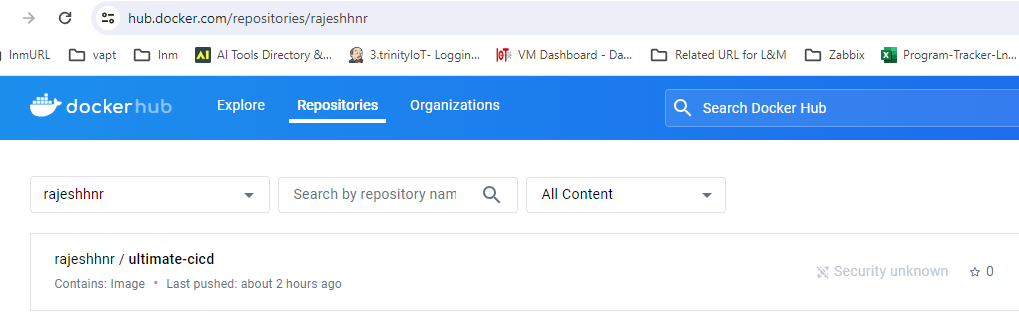 hub.docker.com/repositories/rajeshhnr
InmURL vapt Inm AI Tools Directory &... 3.trinityIoT- Loggin... VM Dashboard - Da... Related URL for L&M Zabbix Program-Tracker-Ln...
dockerhub Explore Repositories Organizations Search Docker Hub
rajeshhnr Search by repository nam All Content
rajeshhnr / ultimate-cicd
Security unknown 0
Contains: Image • Last pushed: about 2 hours ago